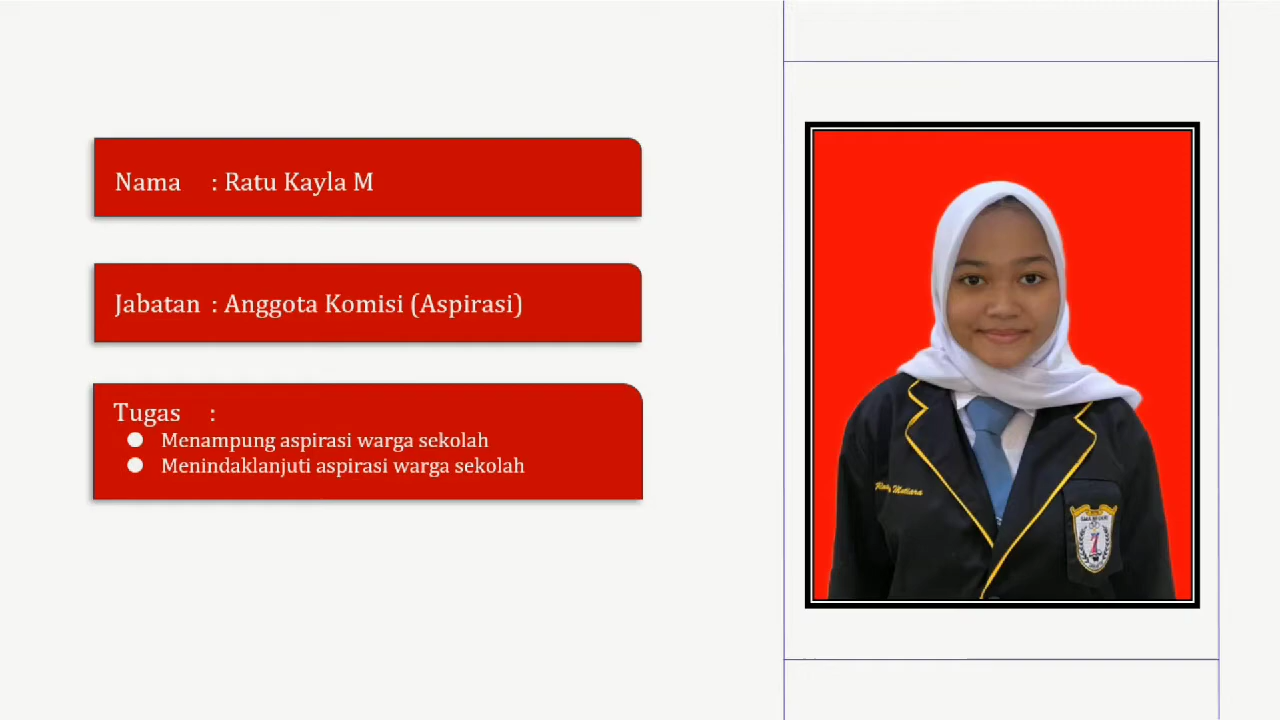 Nama : Ratu Kayla M
Jabatan : Anggota Komisi (Aspirasi)
Tugas :
● Menampung aspirasi warga sekolah
● Menindaklanjuti aspirasi warga sekolah